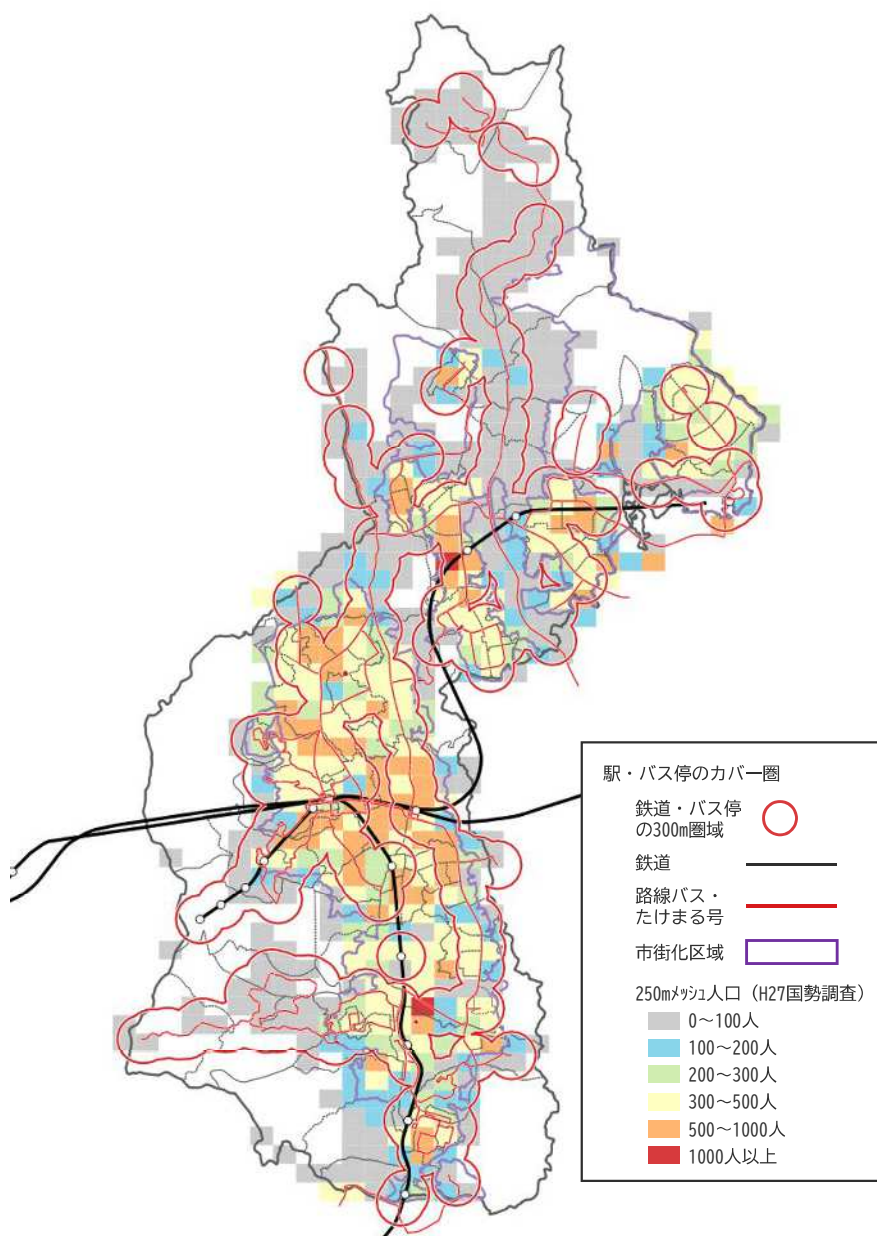 駅・バス停のカバー圏
鉄道・バス停
の300m圏域
鉄道
路線バス・
たけまる号
市街化区域
250mメッシュ人口（H27国勢調査）
0～100人
100～200人
200～300人
300～500人
500～1000人
1000人以上